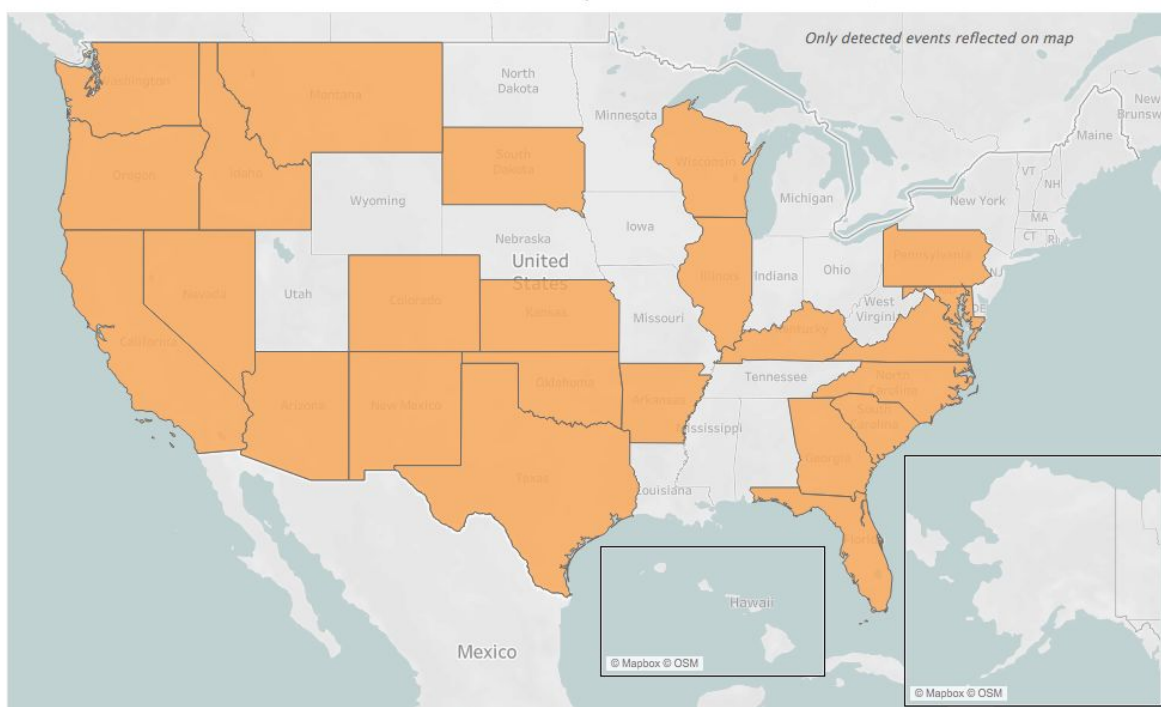 Only detected events reflected on map
Washington
Montana
North
Dakota
Minnesota
New
Brunsw
Maine
Oregon
Idaho
South
Dakota
Wisconsin
VT
NH
Wyoming
Michigan
New York
MA
CT RI
Nebraska
Iowa
United
States
Pennsylvania
NJ
Nevada
Utah
Colorado
Kansas
Illinois
Indiana
Ohio
West
Virginia
DE
California
Missouri
Kentucky
Arizona
New Mexico
Oklahoma
Arkansas
Tennessee
North
Carolina
South
Carolina
Mississippi
Georgia
Texas
Louisiana
Florida
Hawaii
Mexico
© Mapbox © OSM
© Mapbox © OSM